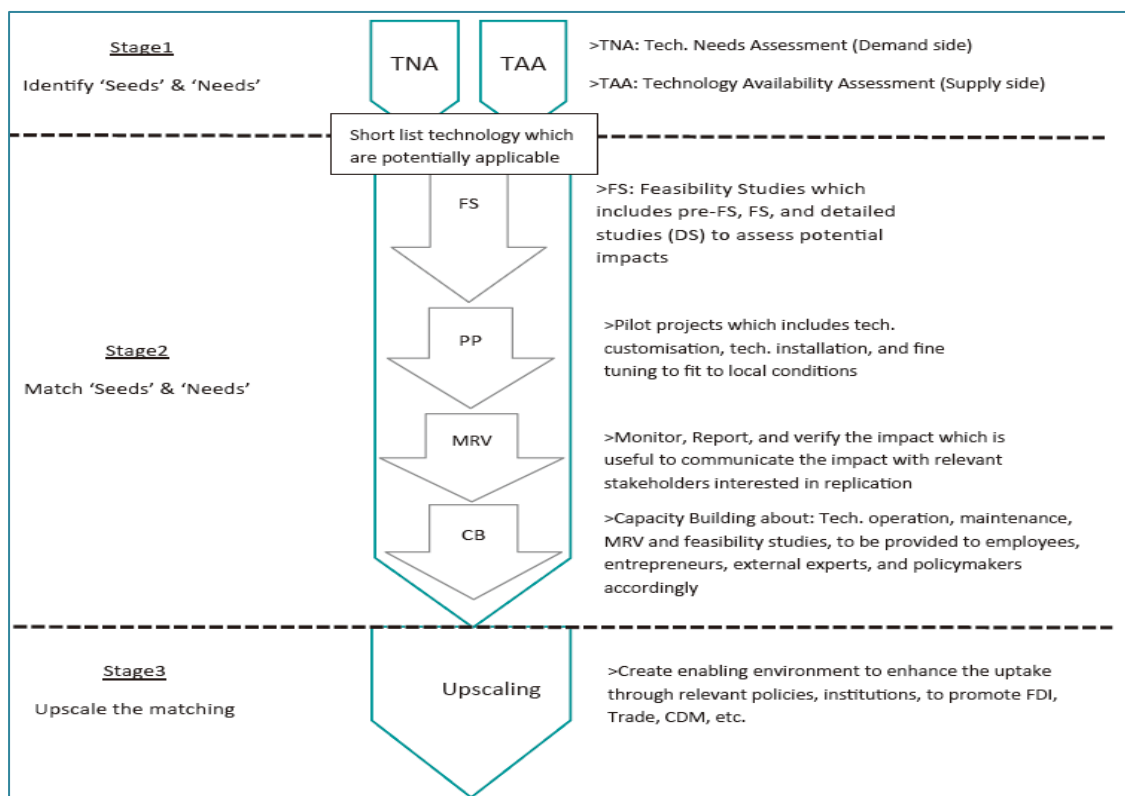 Stage1
Identify ‘Seeds’ & ‘Needs’
TNA
TAA
>TNA: Tech. Needs Assessment (Demand side)
>TAA: Technology Availability Assessment (Supply side)
Short list technology which
are potentially applicable
Stage2
Match ‘Seeds’ & ‘Needs’
FS
>FS: Feasibility Studies which
includes pre-FS, FS, and detailed
studies (DS) to assess potential
impacts
PP
>Pilot projects which includes tech.
customisation, tech. installation, and fine
tuning to fit to local conditions
MRV
>Monitor, Report, and verify the impact which is
useful to communicate the impact with relevant
stakeholders interested in replication
CB
>Capacity Building about: Tech. operation, maintenance,
MRV and feasibility studies, to be provided to employees,
entrepreneurs, external experts, and policymakers
accordingly
Stage3
Upscale the matching
Upscaling
>Create enabling environment to enhance the uptake
through relevant policies, institutions, to promote FDI,
Trade, CDM, etc.